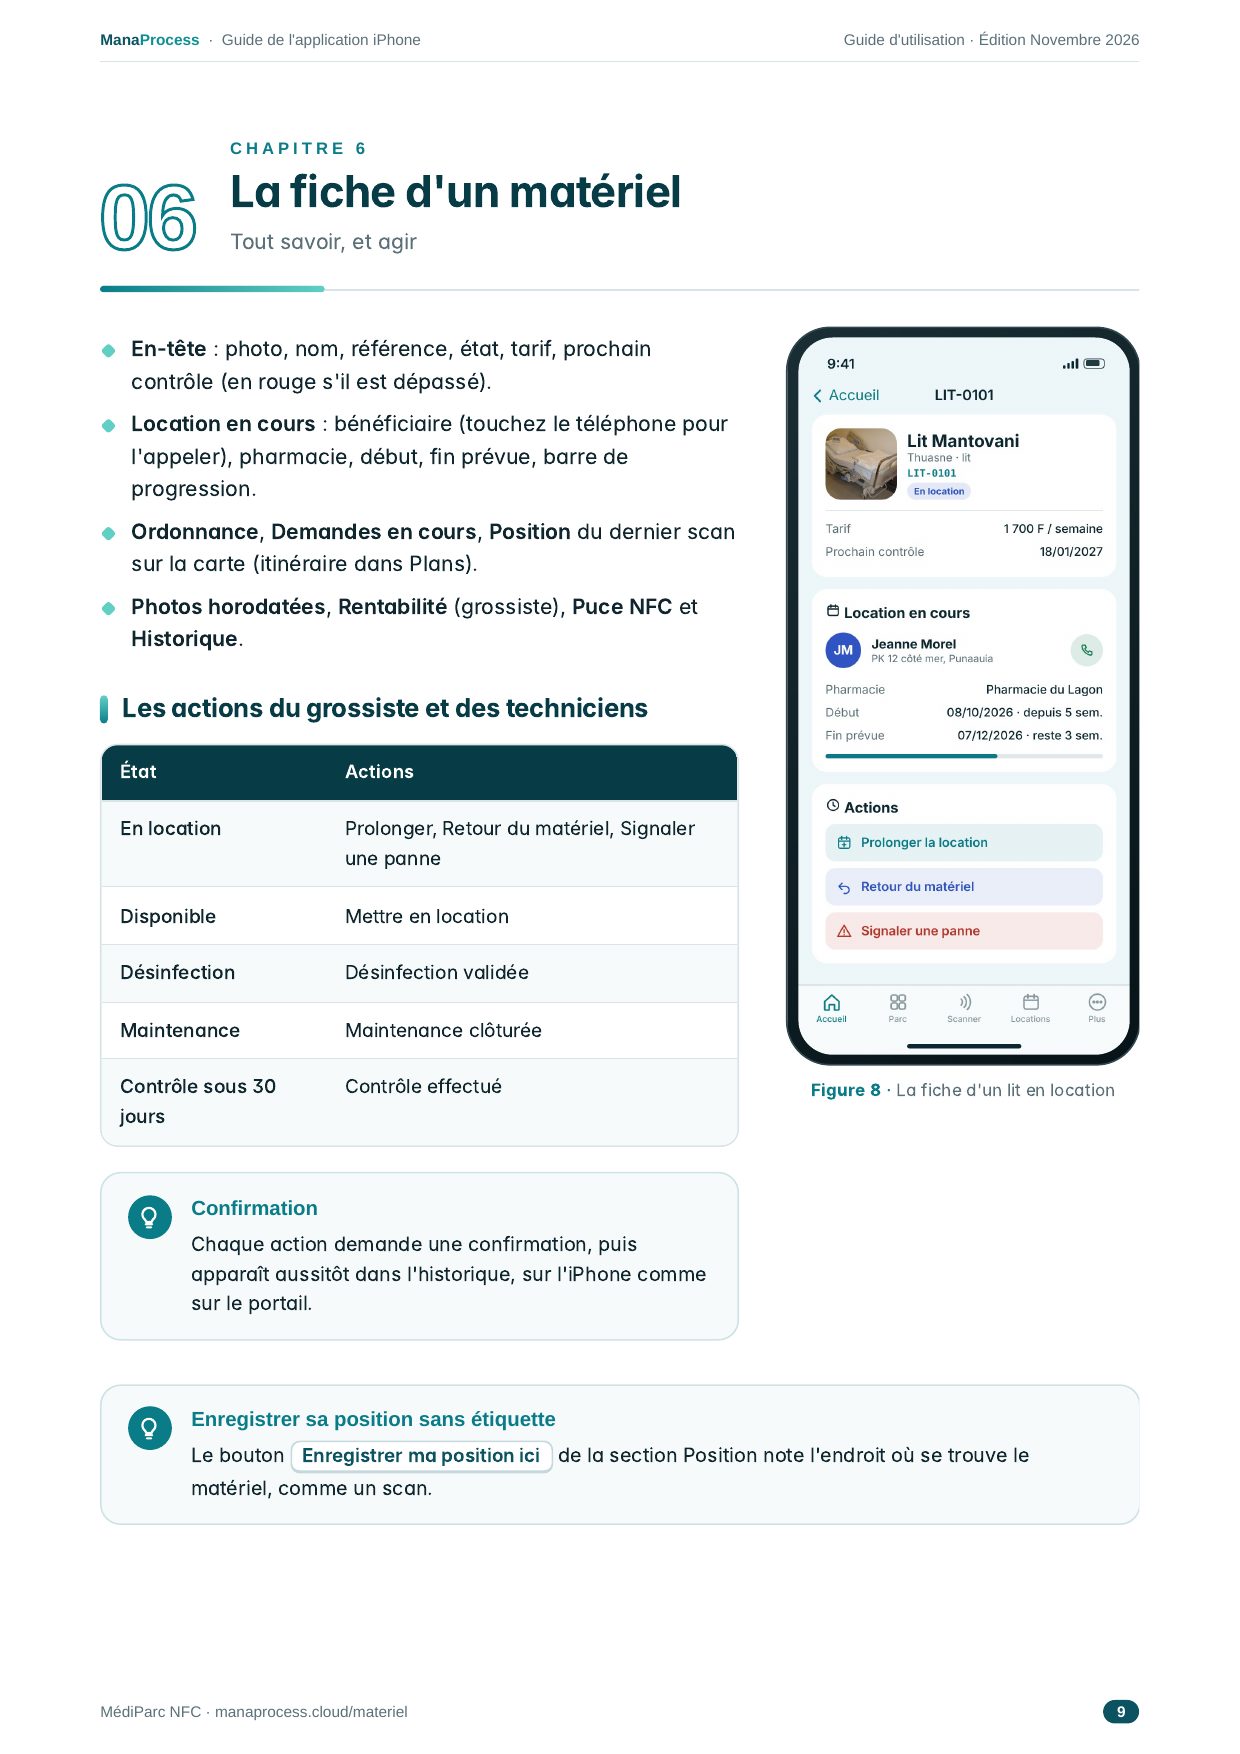 ManaProcess · Guide de l'application iPhone
Guide d'utilisation · Édition Novembre 2026
CHAPITRE 6
06
La fiche d'un matériel
Tout savoir, et agir
En-tête : photo, nom, référence, état, tarif, prochain
contrôle (en rouge s'il est dépassé).
Location en cours : bénéficiaire (touchez le téléphone pour
l'appeler), pharmacie, début, fin prévue, barre de
progression.
Ordonnance, Demandes en cours, Position du dernier scan
sur la carte (itinéraire dans Plans).
Photos horodatées, Rentabilité (grossiste), Puce NFC et
Historique.
Les actions du grossiste et des techniciens
État Actions
En location Prolonger, Retour du matériel, Signaler
une panne
Disponible Mettre en location
Désinfection Désinfection validée
Maintenance Maintenance clôturée
Contrôle sous 30 Contrôle effectué
jours
Confirmation
Chaque action demande une confirmation, puis
apparaît aussitôt dans l'historique, sur l'iPhone comme
sur le portail.
9:41
Accueil LIT-0101
Lit Mantovani
Thuasne · lit
LIT-0101
En location
Tarif 1 700 F / semaine
Prochain contrôle 18/01/2027
Location en cours
JM Jeanne Morel
PK 12 côté mer, Punaauia
Pharmacie Pharmacie du Lagon
Début 08/10/2026 · depuis 5 sem.
Fin prévue 07/12/2026 · reste 3 sem.
Actions
Prolonger la location
Retour du matériel
Signaler une panne
Accueil Parc Scanner Locations Plus
Figure 8 · La fiche d'un lit en location
Enregistrer sa position sans étiquette
Le bouton Enregistrer ma position ici de la section Position note l'endroit où se trouve le
matériel, comme un scan.
MédiParc NFC · manaprocess.cloud/materiel
9